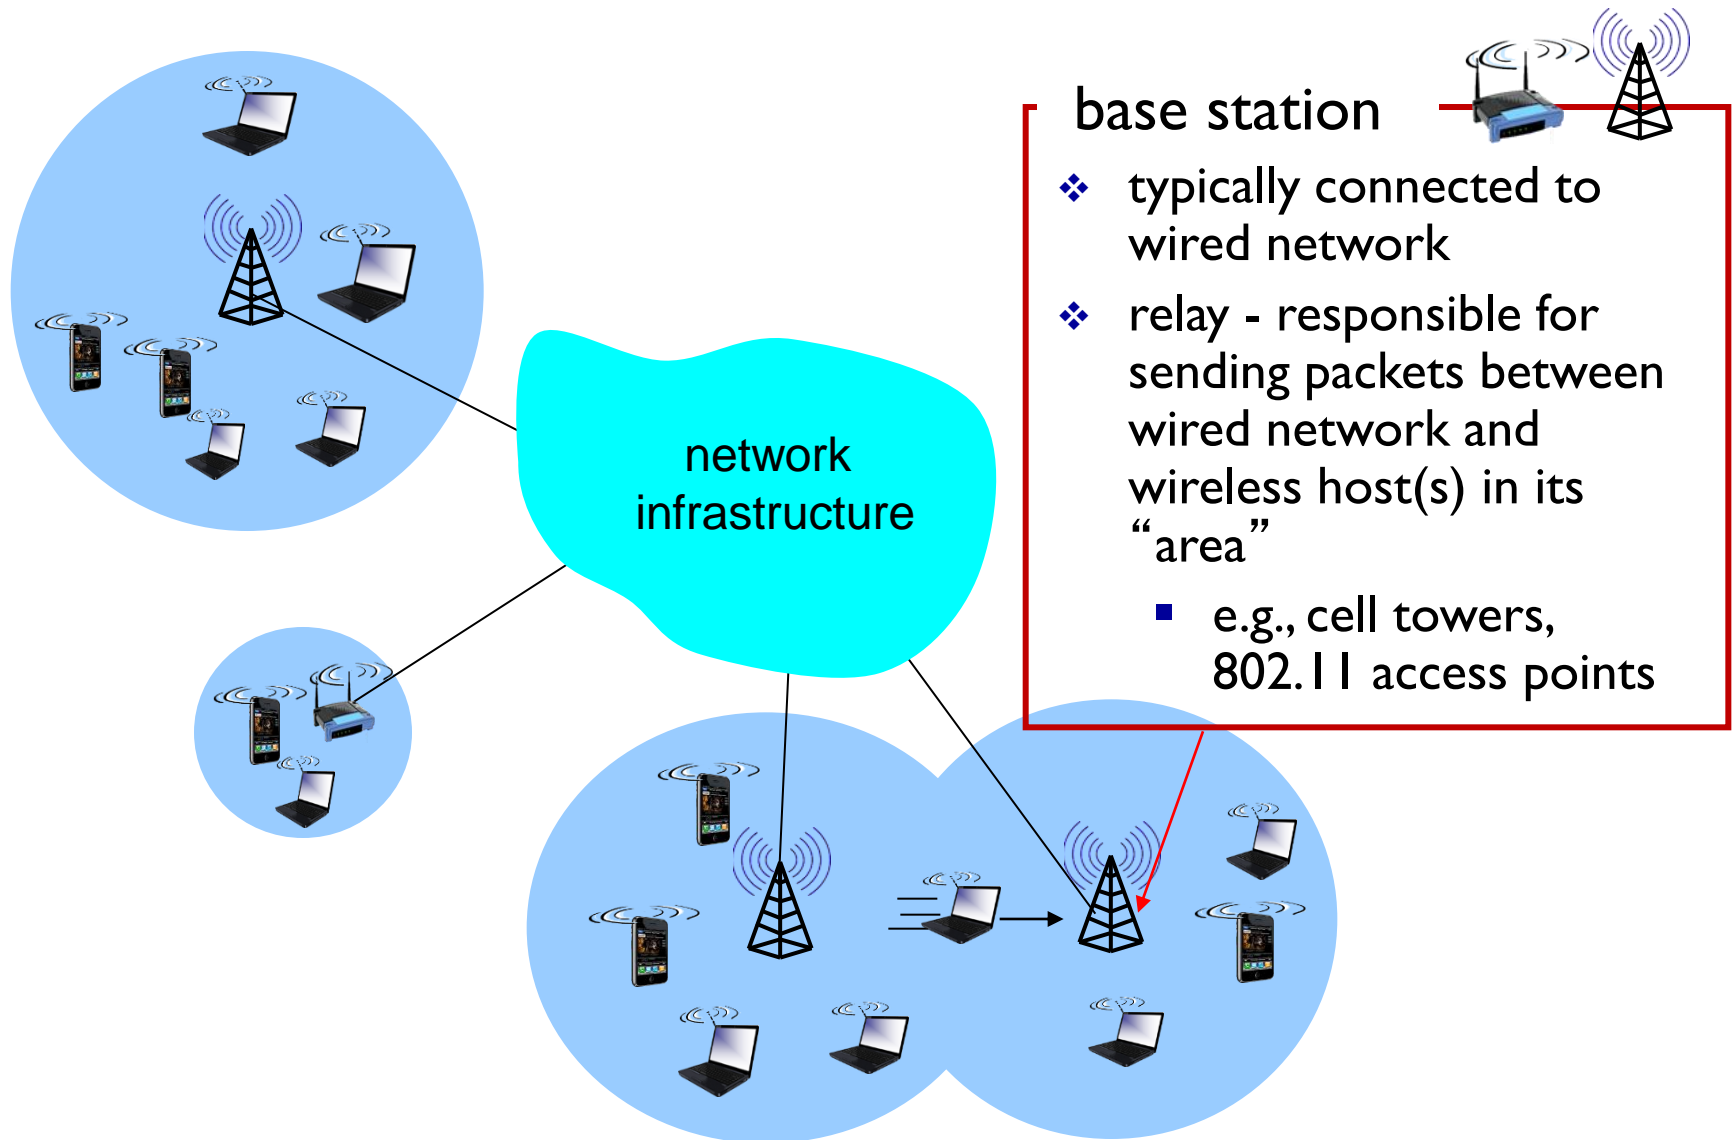 base station
❖ typically connected to
wired network
❖ relay - responsible for
sending packets between
wired network and
wireless host(s) in its
“area”
▪ e.g., cell towers,
802.11 access points
network
infrastructure